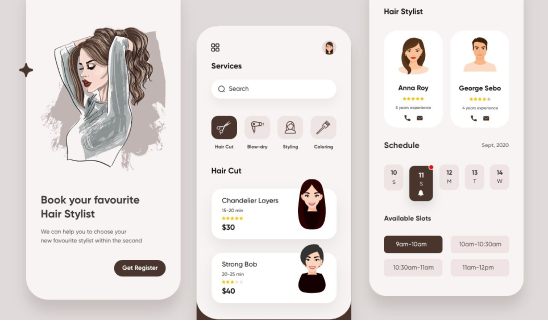 Book your favourite
Hair Stylist
We can help you to choose your
new favourite stylist within the second
Get Register
Services
Search
Hair Cut
Blow-dry
Styling
Coloring
Hair Cut
Chandelier Layers
15-20 min
$30
Strong Bob
20-25 min
$40
Hair Stylist
Anna Roy
5 years experience
George Sebo
4 years experience
Schedule
Sept, 2020
10
S
11
S
12
M
13
T
14
W
Available Slots
9am-10am
10am-10:30am
10:30am-11am
11am-12pm